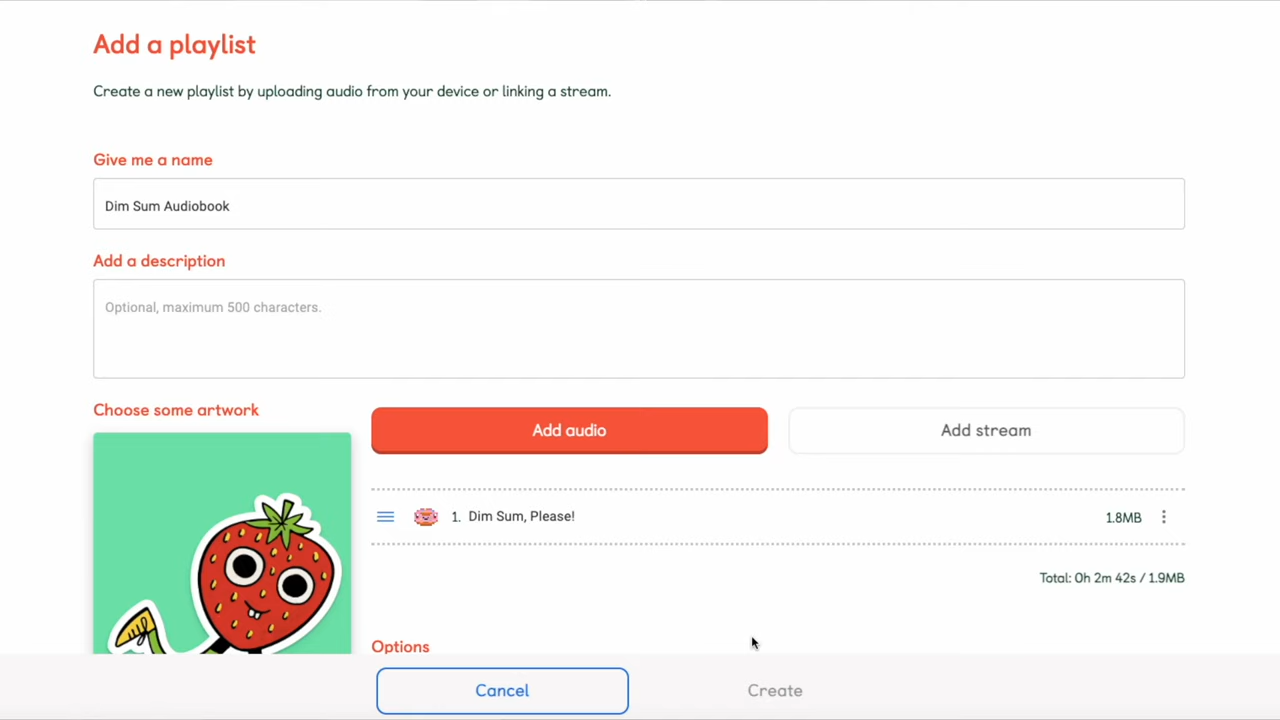 Add a playlist
Create a new playlist by uploading audio from your device or linking a stream.
Give me a name
Dim Sum Audiobook
Add a description
Optional, maximum 500 characters.
Choose some artwork
Add audio
Add stream
1. Dim Sum, Please!
1.8MB
Total: 0h 2m 42s / 1.9MB
Options
Cancel
Create